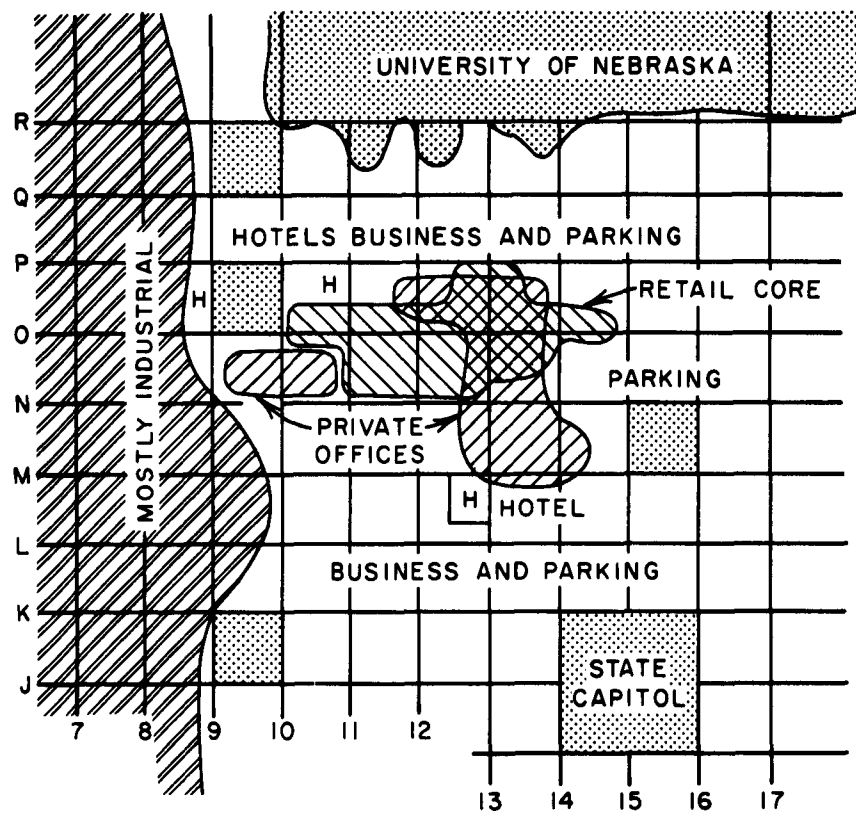 UNIVERSITY OF NEBRASKA
R
Q
HOTELS BUSINESS AND PARKING
P
H
H
RETAIL CORE
O
MOSTLY INDUSTRIAL
PARKING
N
PRIVATE
OFFICES
M
H
HOTEL
L
BUSINESS AND PARKING
K
STATE
CAPITOL
J
7 8 9 10 11 12
13 14 15 16 17